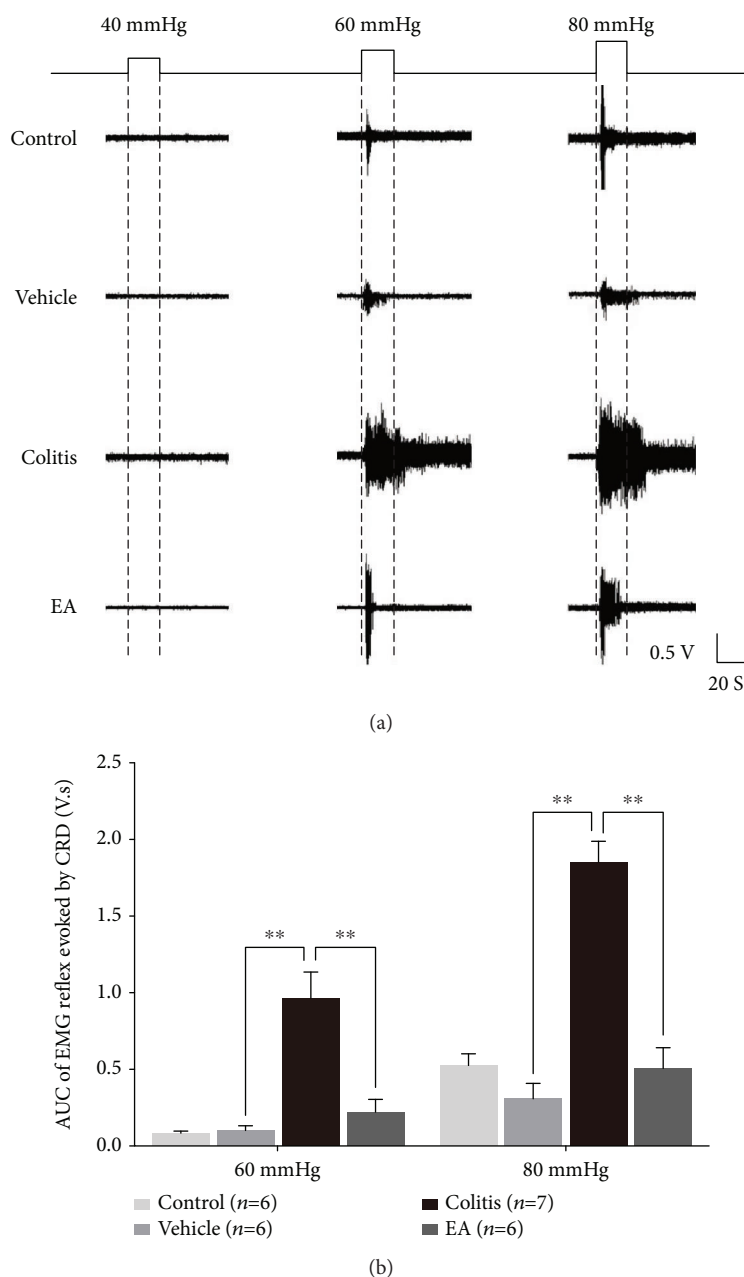 40 mmHg 60 mmHg 80 mmHg
Control
Vehicle
Colitis
EA
0.5 V
20 S
(a)
2.5
2.0
1.5
1.0
0.5
0.0
AUC of EMG reflex evoked by CRD (V.s)
** **
** **
60 mmHg 80 mmHg
Control (n=6) Colitis (n=7)
Vehicle (n=6) EA (n=6)
(b)